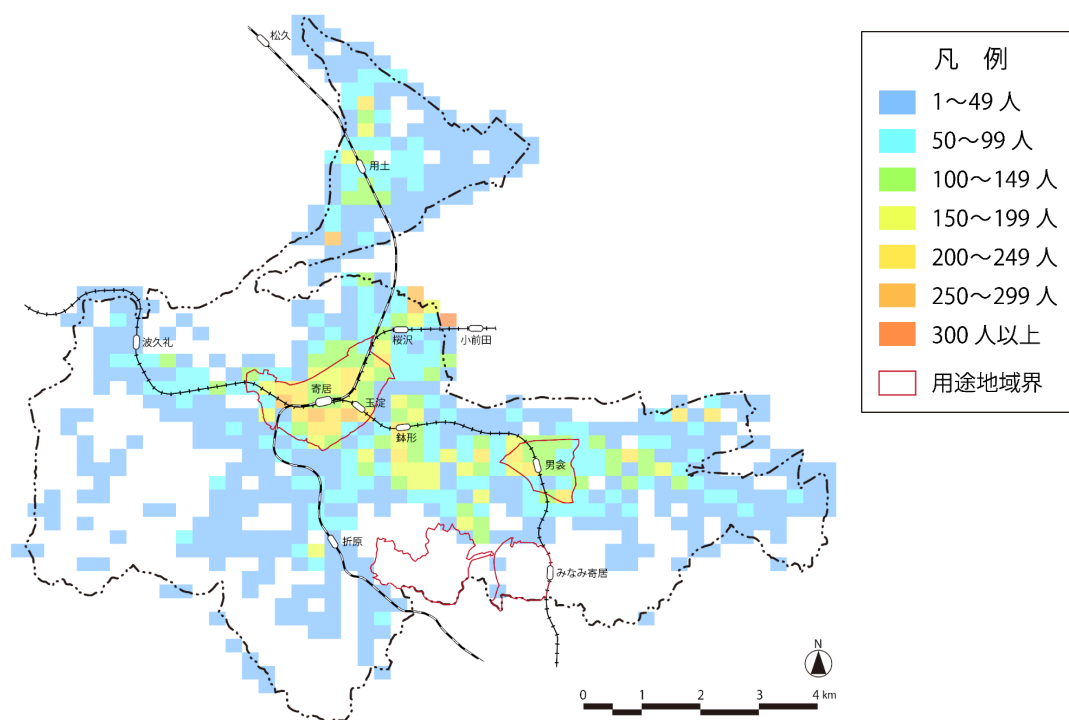 松久
用土
波久礼
桜沢
小前田
寄居
玉淀
鉢形
男衾
折原
みなみ寄居
凡 例
1〜49 人
50〜99 人
100〜149 人
150〜199 人
200〜249 人
250〜299 人
300 人以上
用途地域界
N
0 1 2 3 4 km